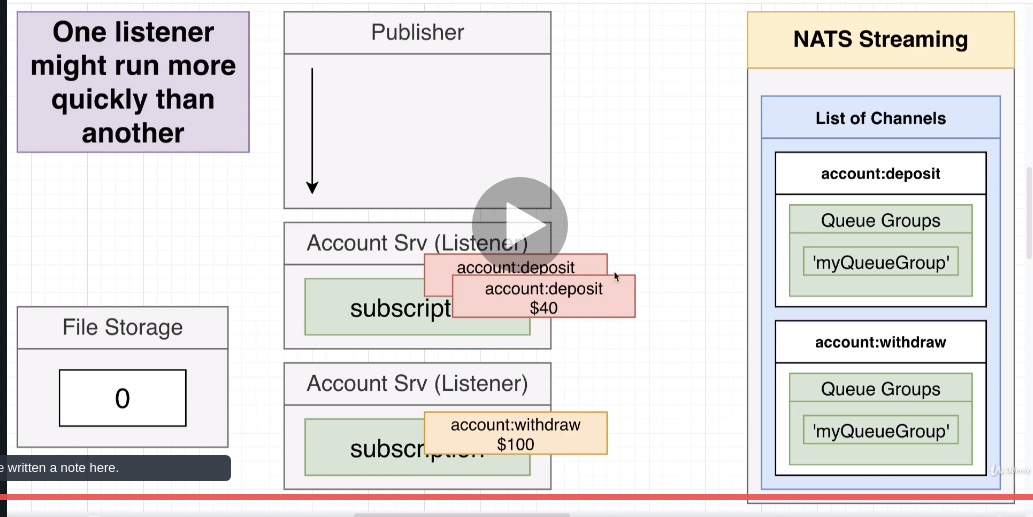 One listener
might run more
quickly than
another
Publisher
NATS Streaming
List of Channels
account:deposit
Queue Groups
'myQueueGroup'
account:withdraw
Queue Groups
'myQueueGroup'
Account Srv (Listener)
account:deposit
account:deposit
$40
subscript
File Storage
0
Account Srv (Listener)
account:withdraw
$100
subscription
e written a note here.
Udemy